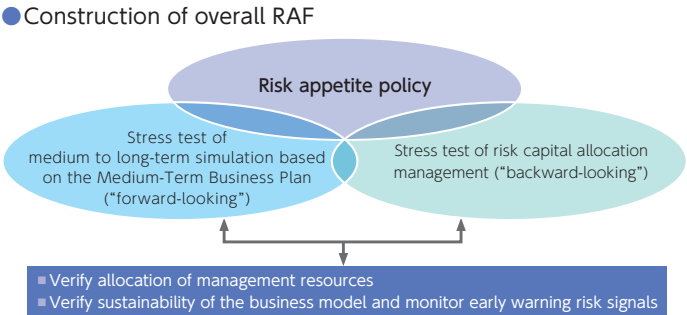 Construction of overall RAF
Risk appetite policy
Stress test of
medium to long-term simulation based
on the Medium-Term Business Plan
(“forward-looking”)
Stress test of risk capital allocation
management (“backward-looking”)
Verify allocation of management resources
Verify sustainability of the business model and monitor early warning risk signals